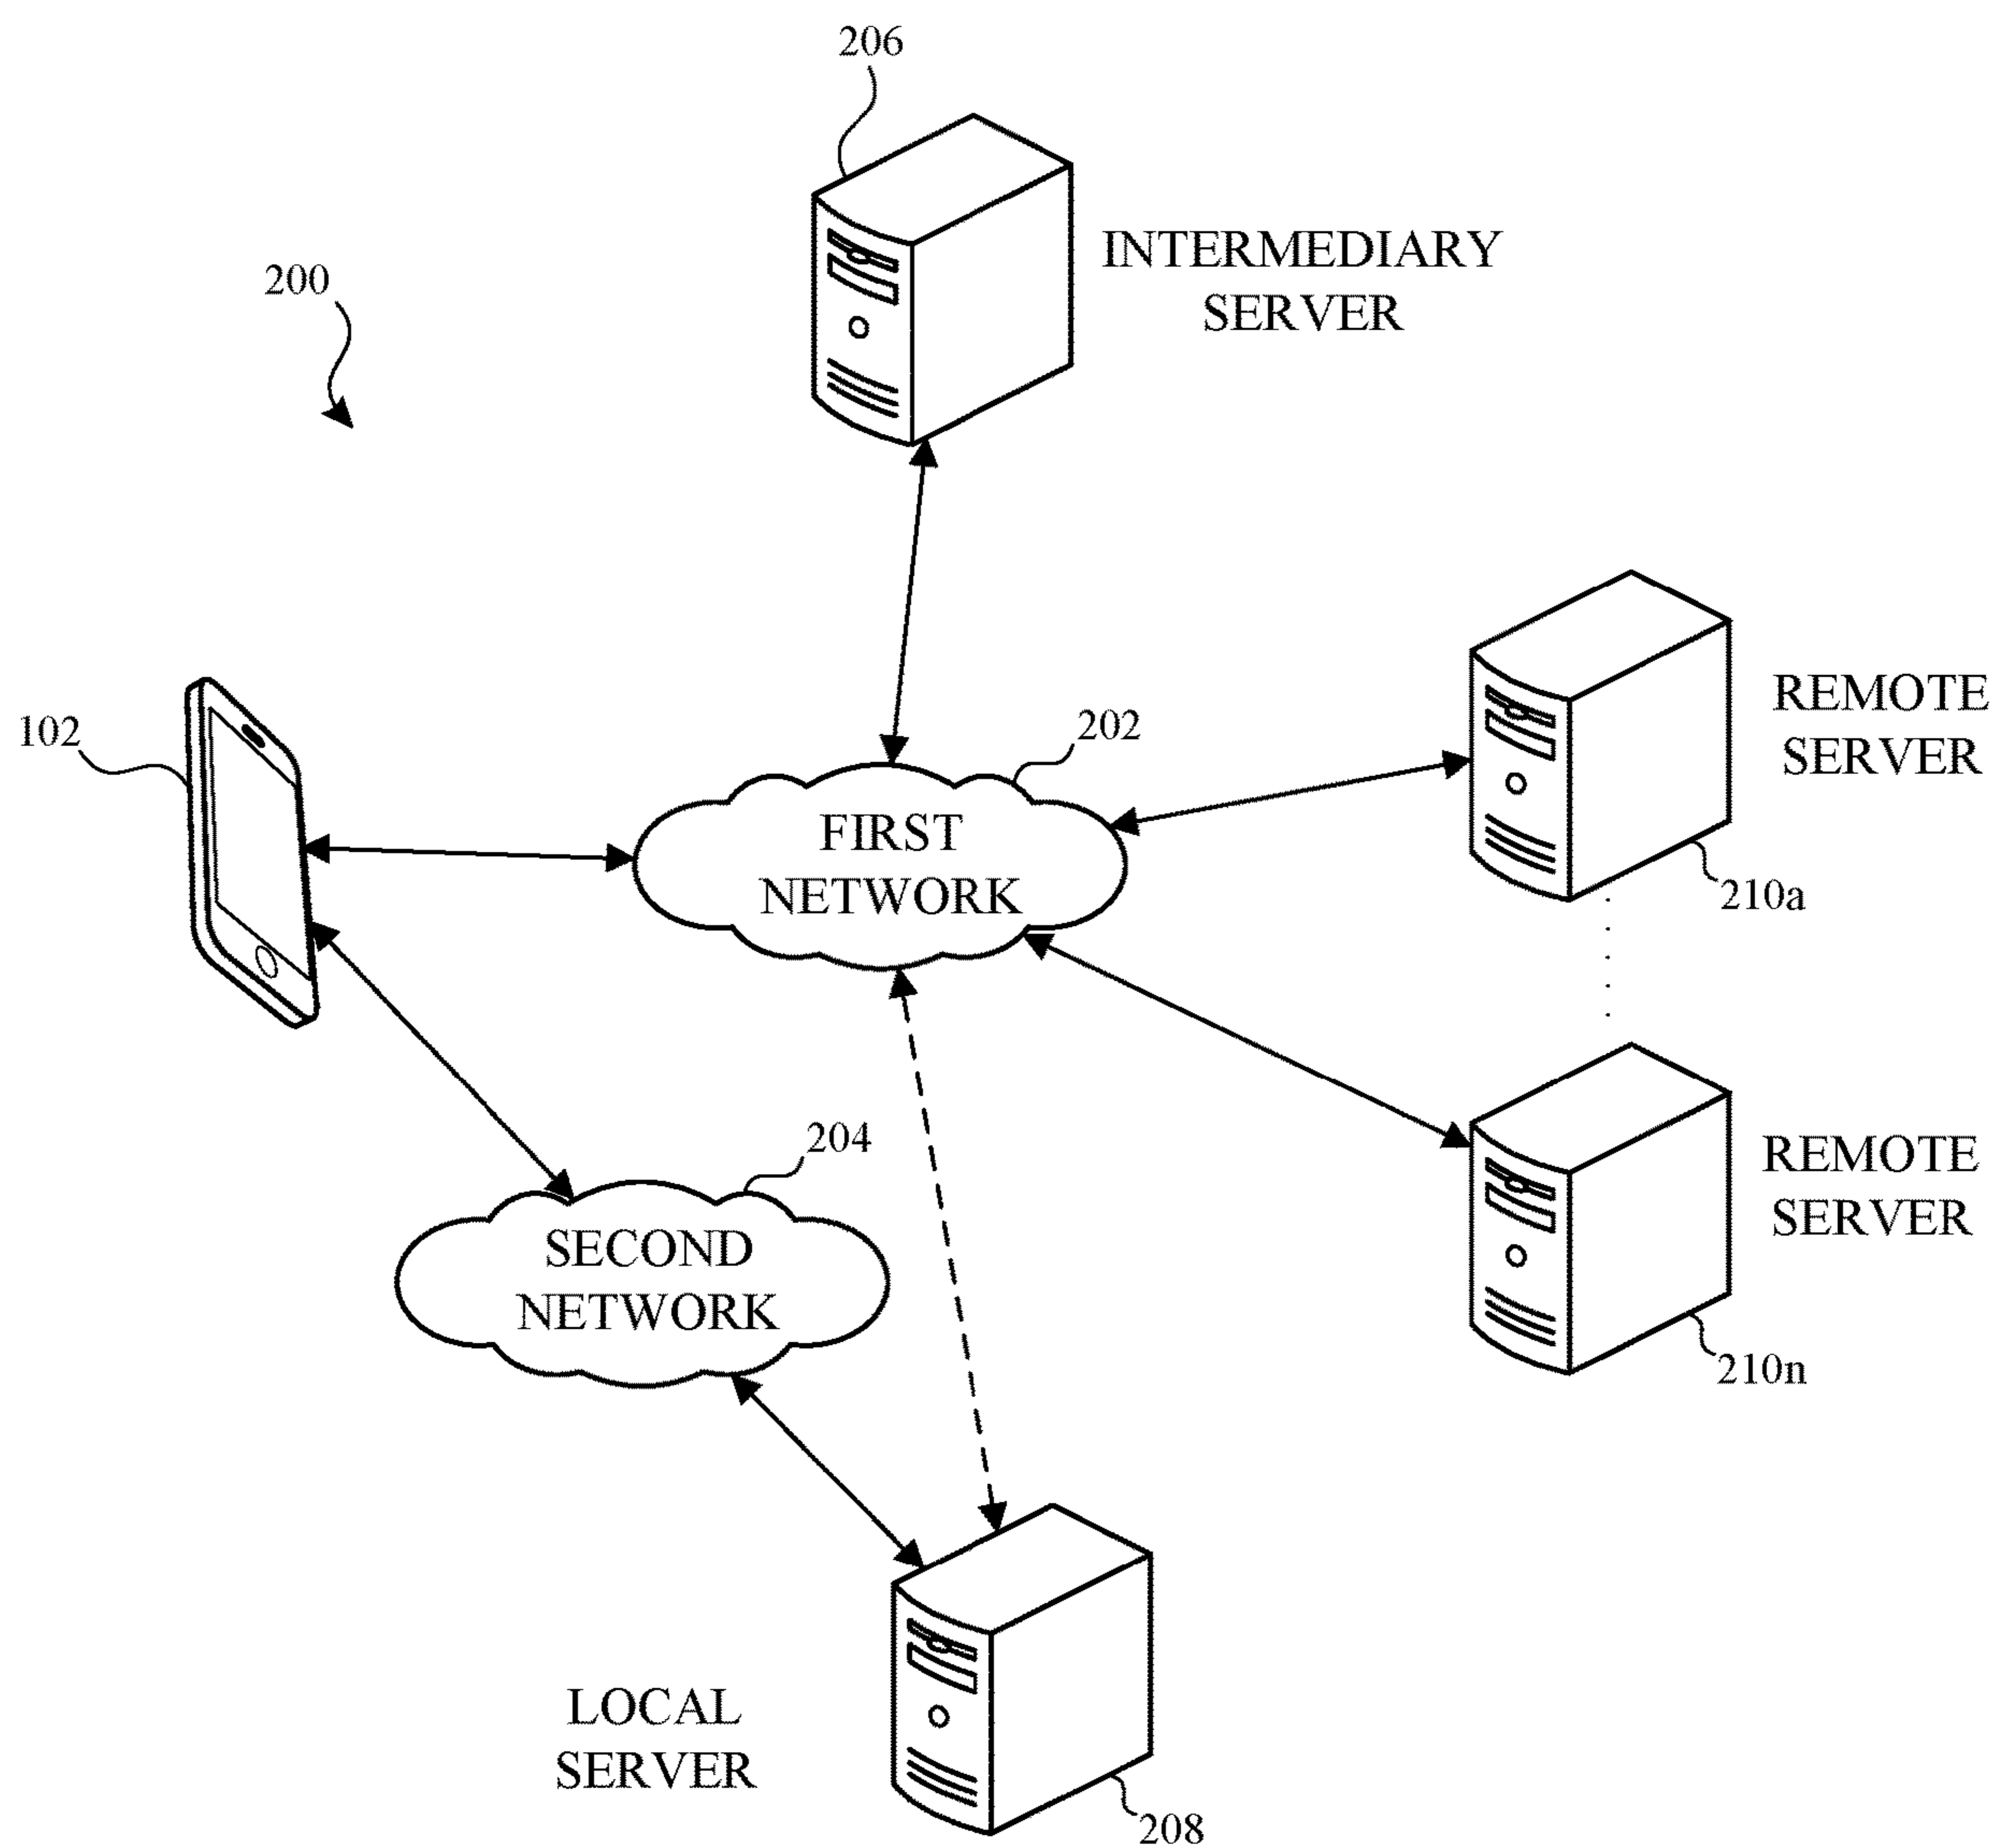 206
INTERMEDIARY
SERVER
200
REMOTE
SERVER
102
202
FIRST
NETWORK
210a
204
REMOTE
SERVER
SECOND
NETWORK
210n
LOCAL
SERVER
208